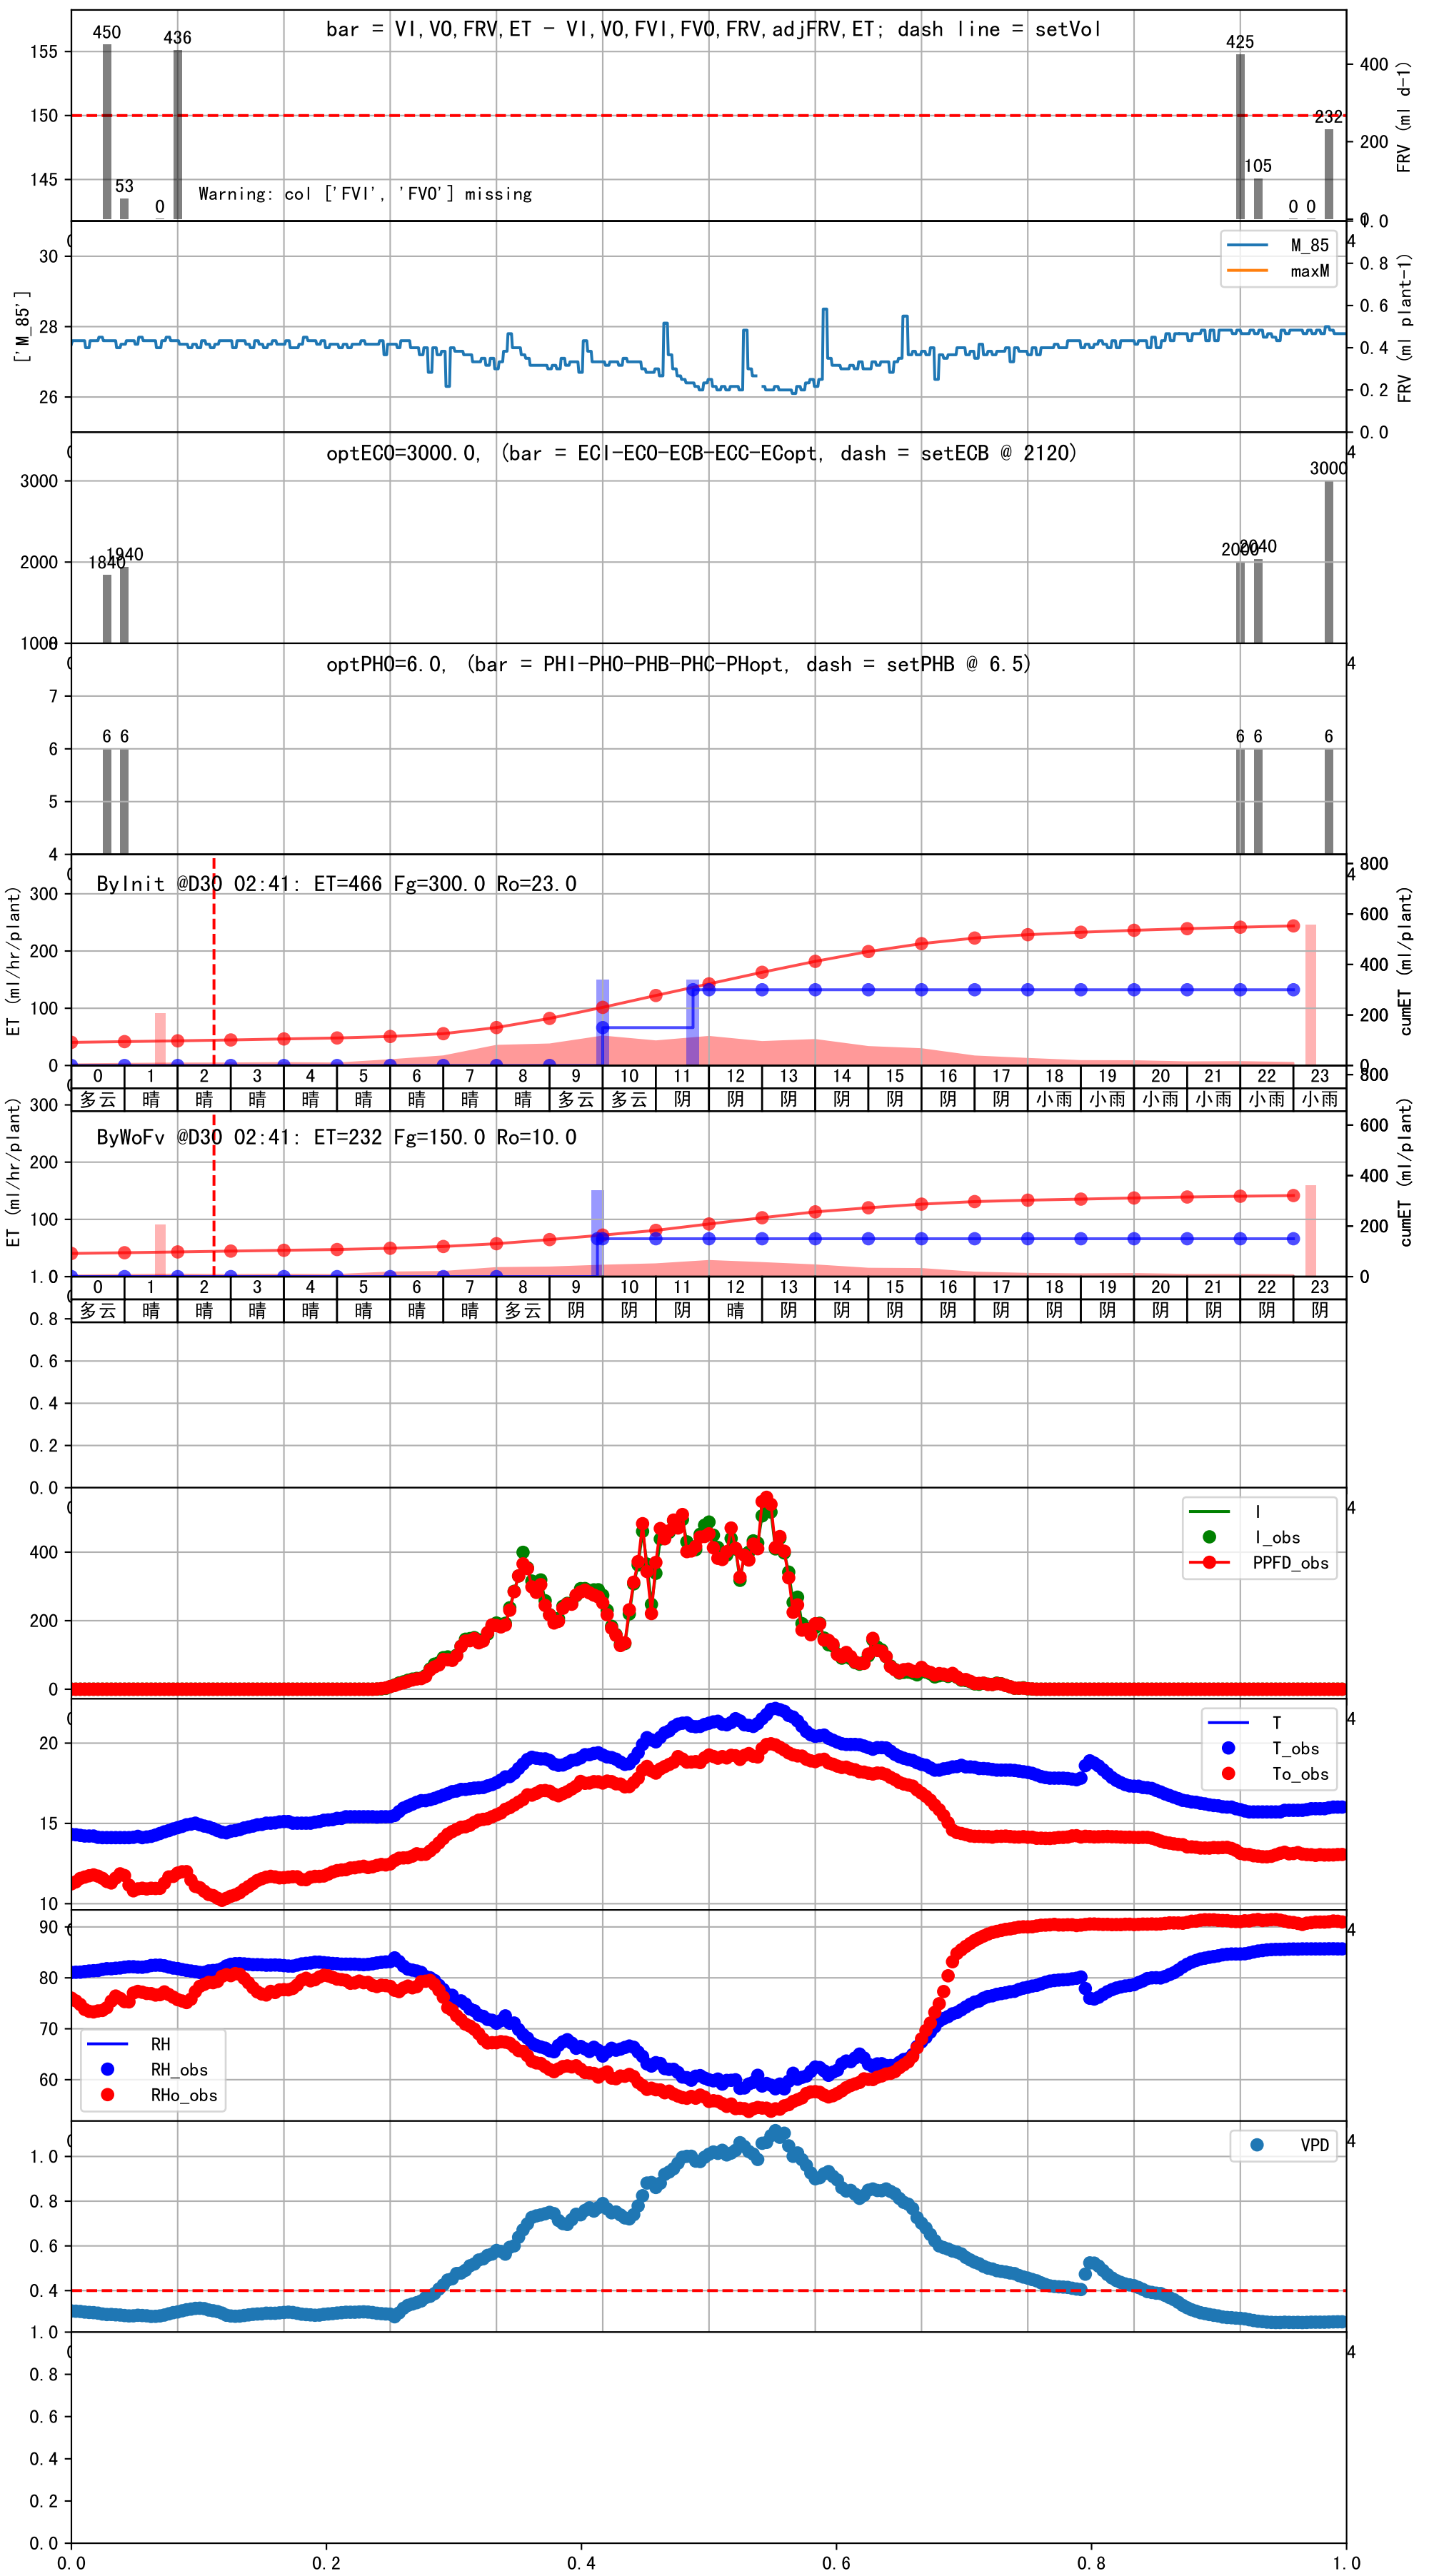 bar = VI,VO,FRV,ET - VI,VO,FVI,FVO,FRV,adjFRV,ET; dash line = setVol
450
436
425
53
0
105
0 0
232
155
150
145
400
200
0
FRV (ml d-1)
Warning: col ['FVI', 'FVO'] missing
['M_85']
30
28
26
1.0
0.8
0.6
0.4
0.2
0.0
FRV (ml plant-1)
M_85
maxM
optECO=3000.0, (bar = ECI-ECO-ECB-ECC-ECopt, dash = setECB @ 2120)
3000
2000
1000
1840
1940
2000
2040
3000
optPHO=6.0, (bar = PHI-PHO-PHB-PHC-PHopt, dash = setPHB @ 6.5)
7
6
5
4
6 6
6 6
6
ByInit @D30 02:41: ET=466 Fg=300.0 Ro=23.0
ET (ml/hr/plant)
300
200
100
0
800
600
400
200
0
cumET (ml/plant)
0 1 2 3 4 5 6 7 8 9 10 11 12 13 14 15 16 17 18 19 20 21 22 23
多云 晴 晴 晴 晴 晴 晴 晴 晴 多云 多云 阴 阴 阴 阴 阴 阴 阴 小雨 小雨 小雨 小雨 小雨 小雨
ByWoFv @D30 02:41: ET=232 Fg=150.0 Ro=10.0
ET (ml/hr/plant)
300
200
100
800
600
400
200
0
cumET (ml/plant)
0 1 2 3 4 5 6 7 8 9 10 11 12 13 14 15 16 17 18 19 20 21 22 23
多云 晴 晴 晴 晴 晴 晴 晴 多云 阴 阴 阴 晴 阴 阴 阴 阴 阴 阴 阴 阴 阴 阴 阴
1.0
0.8
0.6
0.4
0.2
0.0
400
200
0
I
I_obs
PPFD_obs
20
15
10
T
T_obs
To_obs
90
80
70
60
RH
RH_obs
RHo_obs
1.0
0.8
0.6
0.4
VPD
1.0
0.8
0.6
0.4
0.2
0.0
0.0 0.2 0.4 0.6 0.8 1.0